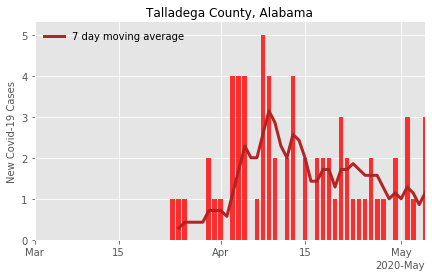 Talladega County, Alabama
7 day moving average
New Covid-19 Cases
5
4
3
2
1
0
Mar
15
Apr
15
May
2020-May